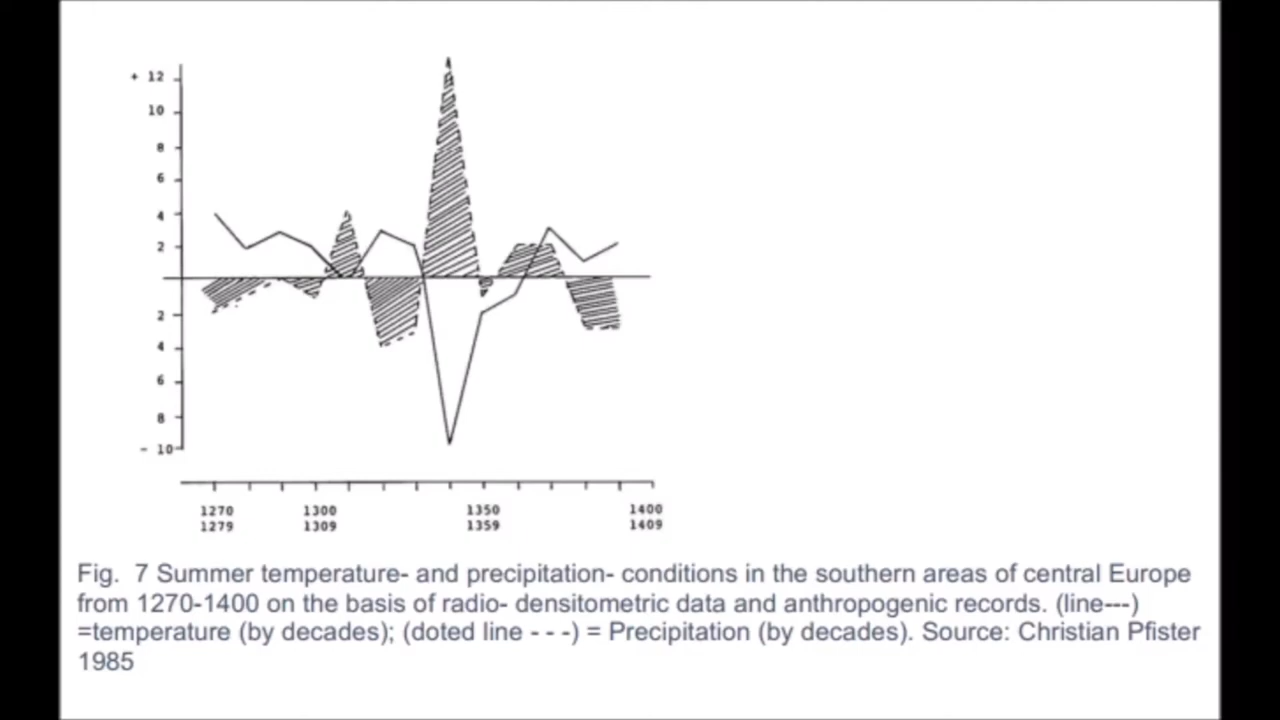 + 12
10
8
6
4
2
2
4
6
8
- 10
1270 1300 1350 1400
1279 1309 1359 1409
Fig. 7 Summer temperature- and precipitation- conditions in the southern areas of central Europe
from 1270-1400 on the basis of radio- densitometric data and anthropogenic records. (line---)
=temperature (by decades); (doted line - - -) = Precipitation (by decades). Source: Christian Pfister
1985